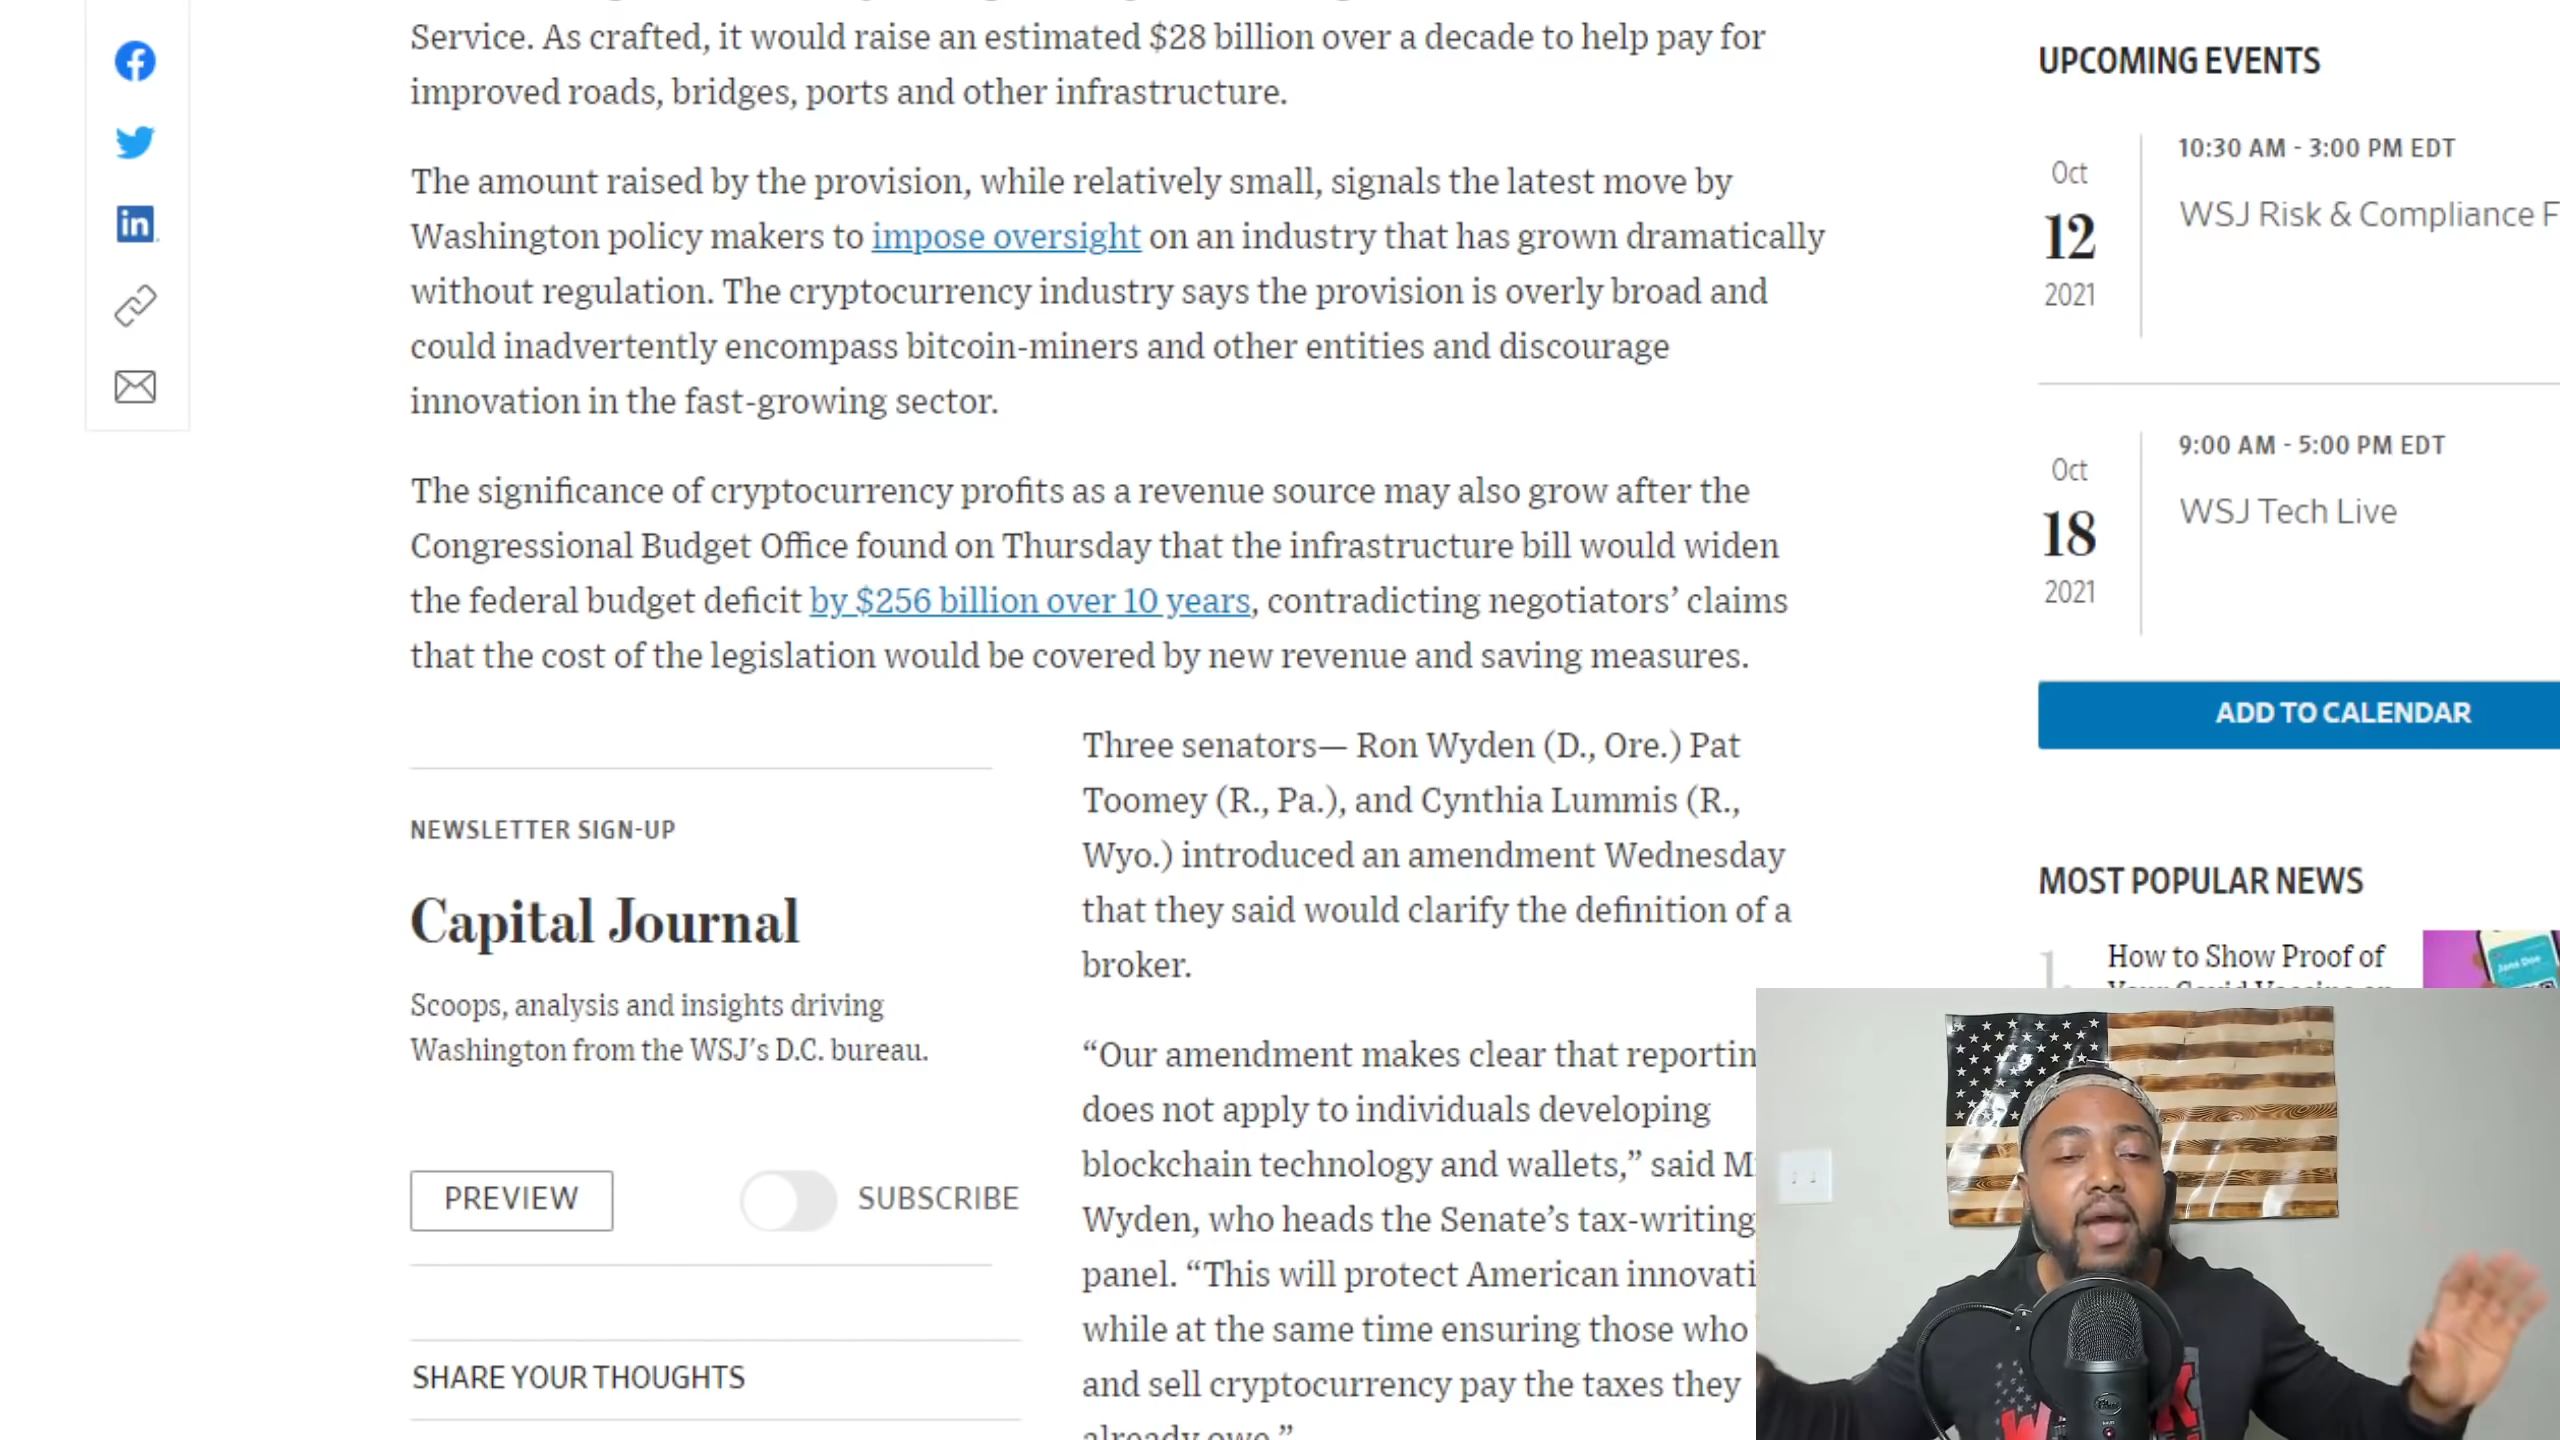 Service. As crafted, it would raise an estimated $28 billion over a decade to help pay for
improved roads, bridges, ports and other infrastructure.
The amount raised by the provision, while relatively small, signals the latest move by
Washington policy makers to impose oversight on an industry that has grown dramatically
without regulation. The cryptocurrency industry says the provision is overly broad and
could inadvertently encompass bitcoin-miners and other entities and discourage
innovation in the fast-growing sector.
The significance of cryptocurrency profits as a revenue source may also grow after the
Congressional Budget Office found on Thursday that the infrastructure bill would widen
the federal budget deficit by $256 billion over 10 years, contradicting negotiators’ claims
that the cost of the legislation would be covered by new revenue and saving measures.
NEWSLETTER SIGN-UP
Capital Journal
Scoops, analysis and insights driving
Washington from the WSJ's D.C. bureau.
PREVIEW
SUBSCRIBE
SHARE YOUR THOUGHTS
Three senators— Ron Wyden (D., Ore.) Pat
Toomey (R., Pa.), and Cynthia Lummis (R.,
Wyo.) introduced an amendment Wednesday
that they said would clarify the definition of a
broker.
“Our amendment makes clear that reportin
does not apply to individuals developing
blockchain technology and wallets,” said M
Wyden, who heads the Senate’s tax-writing
panel. “This will protect American innovati
while at the same time ensuring those who
and sell cryptocurrency pay the taxes they
already owe.”
UPCOMING EVENTS
Oct
12
2021
10:30 AM - 3:00 PM EDT
WSJ Risk & Compliance F
Oct
18
2021
9:00 AM - 5:00 PM EDT
WSJ Tech Live
ADD TO CALENDAR
MOST POPULAR NEWS
1.
How to Show Proof of
Jane Doe